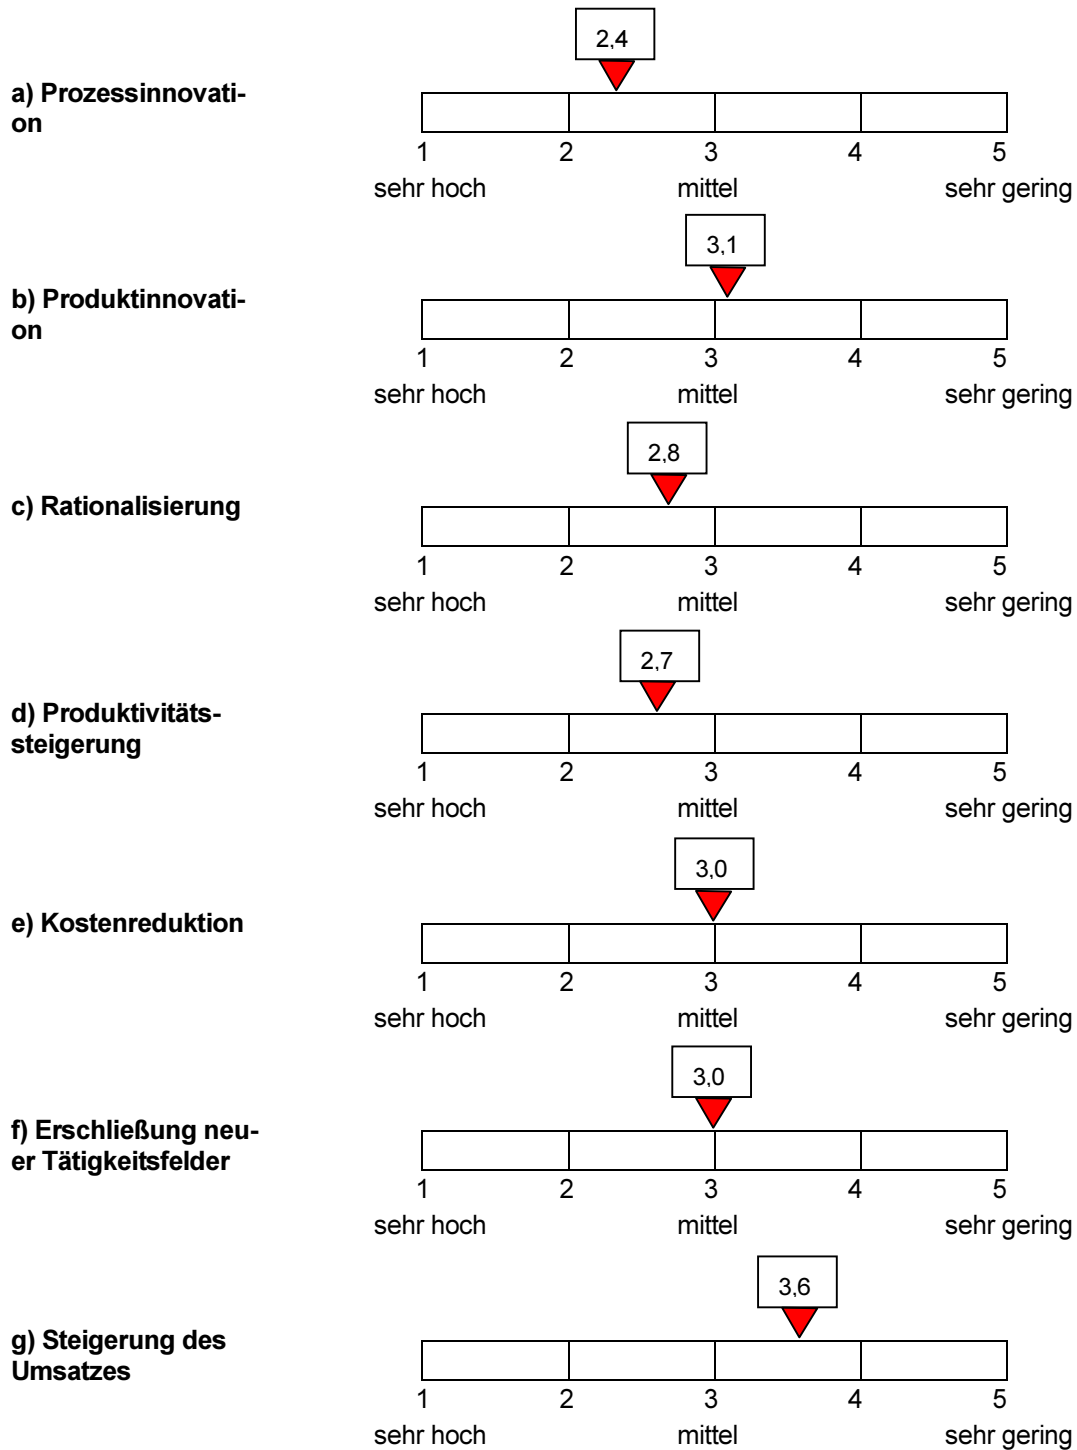 2,4
a) Prozessinnovati-
on
1 2 3 4 5
sehr hoch mittel sehr gering
3,1
b) Produktinnovati-
on
1 2 3 4 5
sehr hoch mittel sehr gering
2,8
c) Rationalisierung
1 2 3 4 5
sehr hoch mittel sehr gering
2,7
d) Produktivitäts-
steigerung
1 2 3 4 5
sehr hoch mittel sehr gering
3,0
e) Kostenreduktion
1 2 3 4 5
sehr hoch mittel sehr gering
3,0
f) Erschließung neu-
er Tätigkeitsfelder
1 2 3 4 5
sehr hoch mittel sehr gering
3,6
g) Steigerung des
Umsatzes
1 2 3 4 5
sehr hoch mittel sehr gering